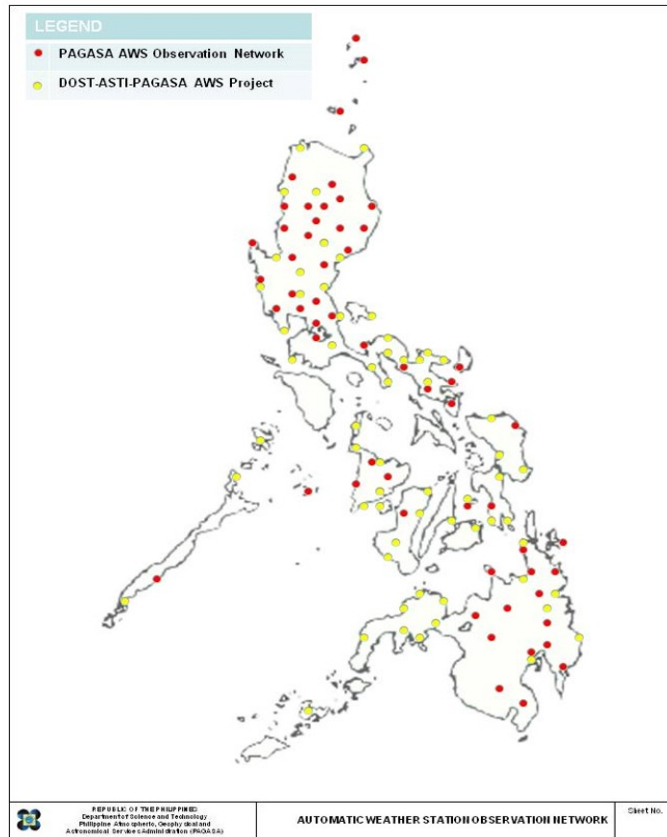 LEGEND
PAGASA AWS Observation Network
DOST-ASTI-PAGASA AWS Project
REPUBLIC OF THE PHILIPPINES
Department of Science and Technology
Philippine Atmospheric, Geophysical and
Astronomical Services Administration (PAGASA)
AUTOMATIC WEATHER STATION OBSERVATION NETWORK
Sheet No.